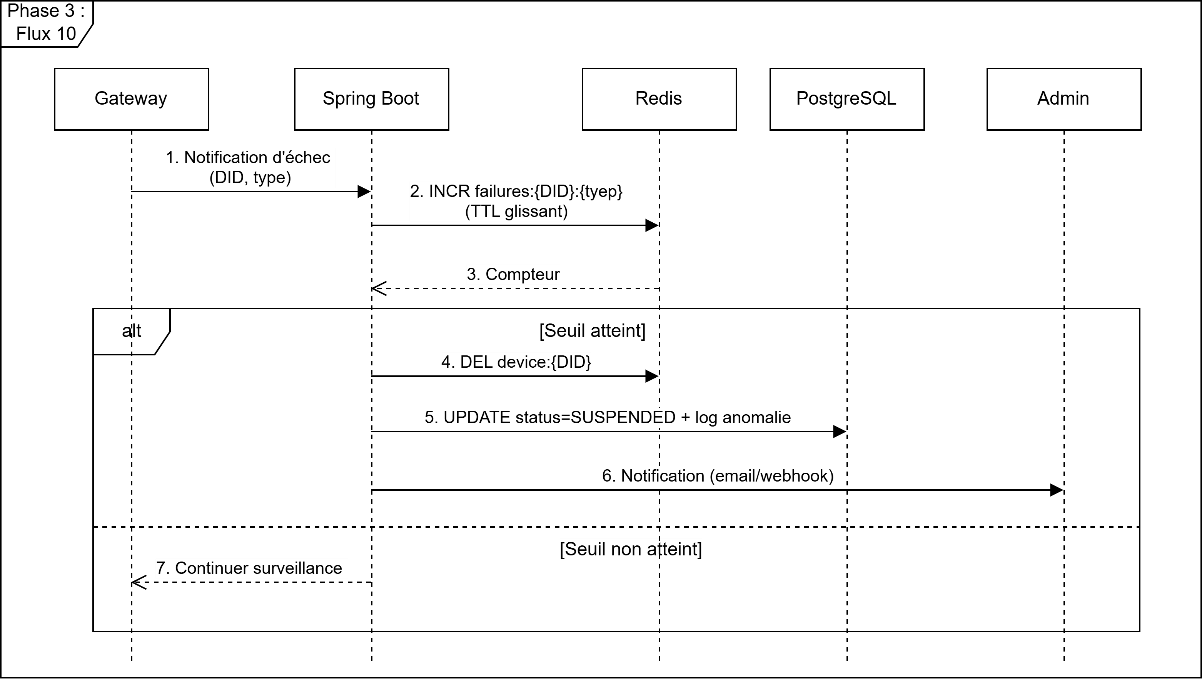 Phase 3 :
Flux 10
Gateway
Spring Boot
Redis
PostgreSQL
Admin
1. Notification d'échec
(DID, type)
2. INCR failures:{DID}:{tyep}
(TTL glissant)
3. Compteur
alt
[Seuil atteint]
4. DEL device:{DID}
5. UPDATE status=SUSPENDED + log anomalie
6. Notification (email/webhook)
[Seuil non atteint]
7. Continuer surveillance